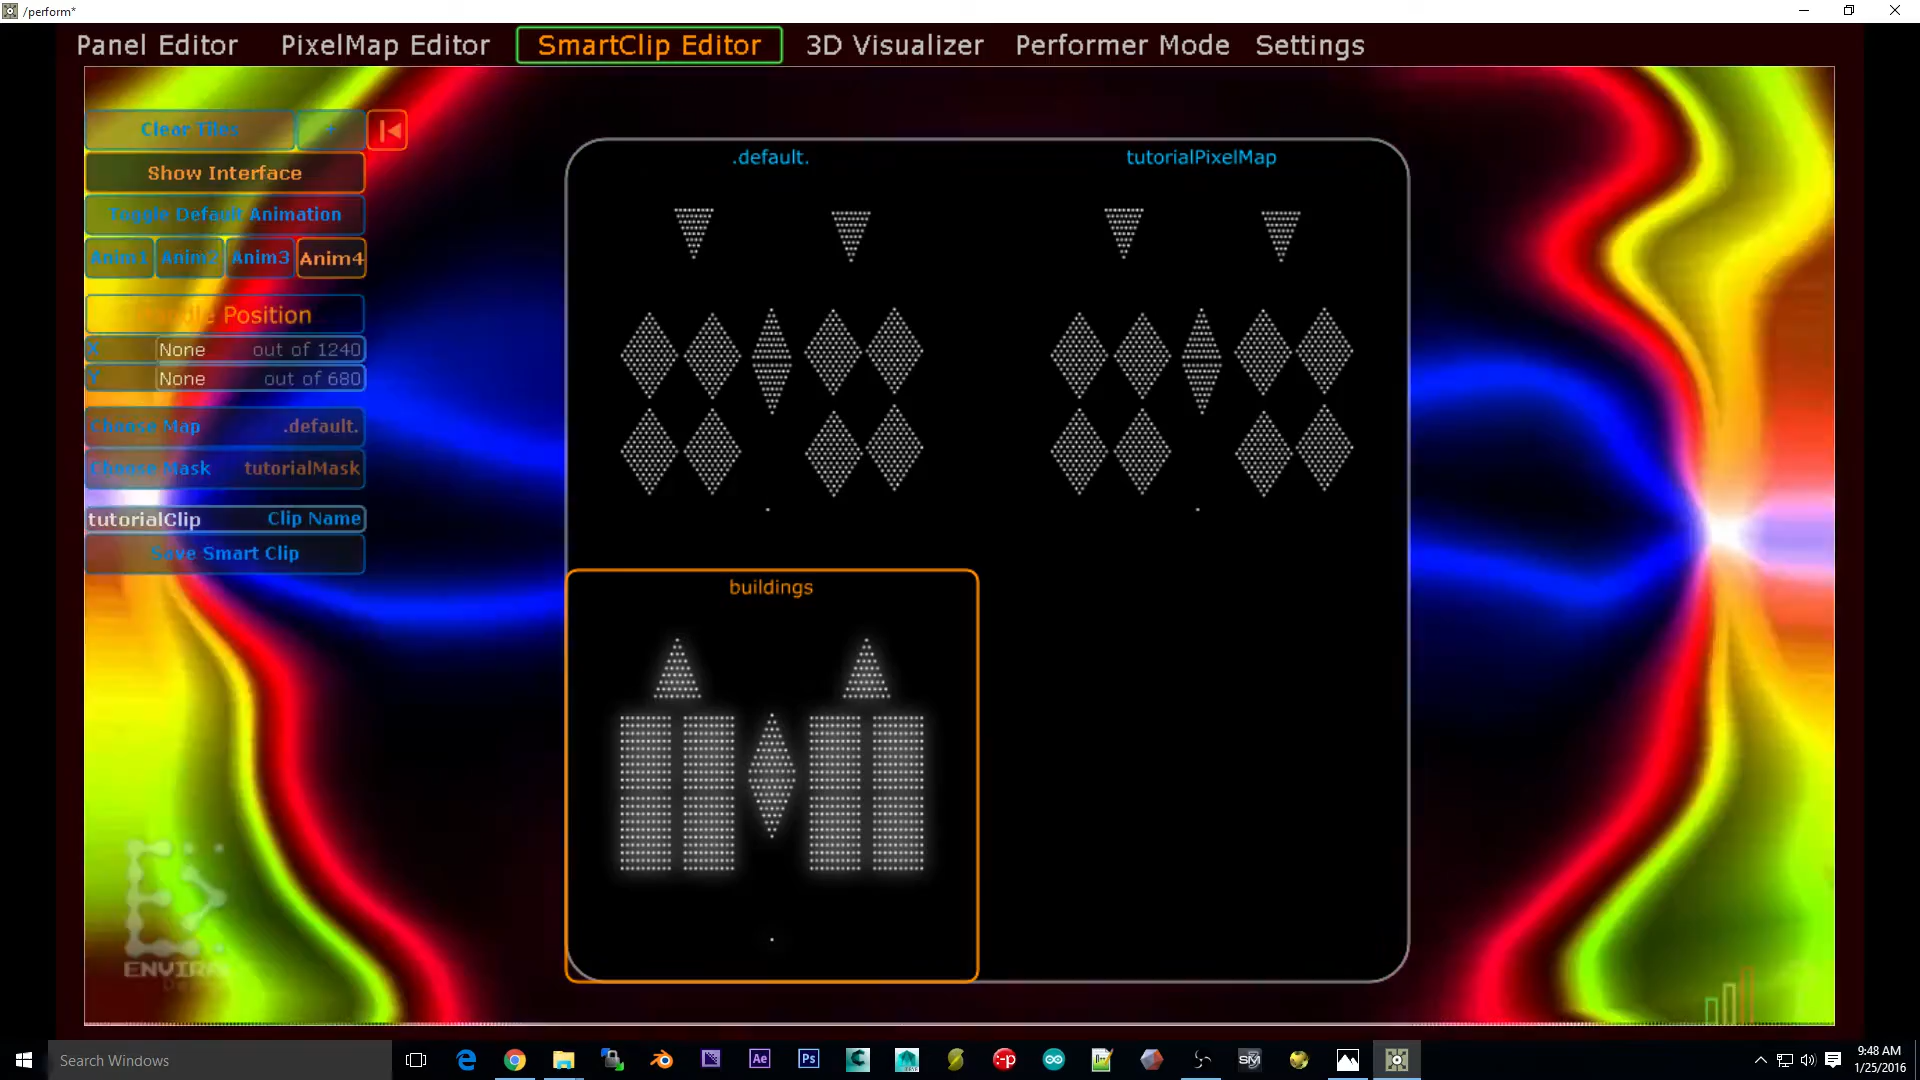 /perform*
Panel Editor PixelMap Editor SmartClip Editor 3D Visualizer Performer Mode Settings
Clear Tiles
Show Interface
Toggle Default Animation
Anim1 Anim2 Anim3 Anim4
Position
X None out of 1240
Y None out of 680
Choose Map .default.
Choose Mask tutorialMask
tutorialClip Clip Name
Save Smart Clip
.default. tutorialPixelMap
buildings
Search Windows
Ae Ps
9:48 AM
1/25/2016